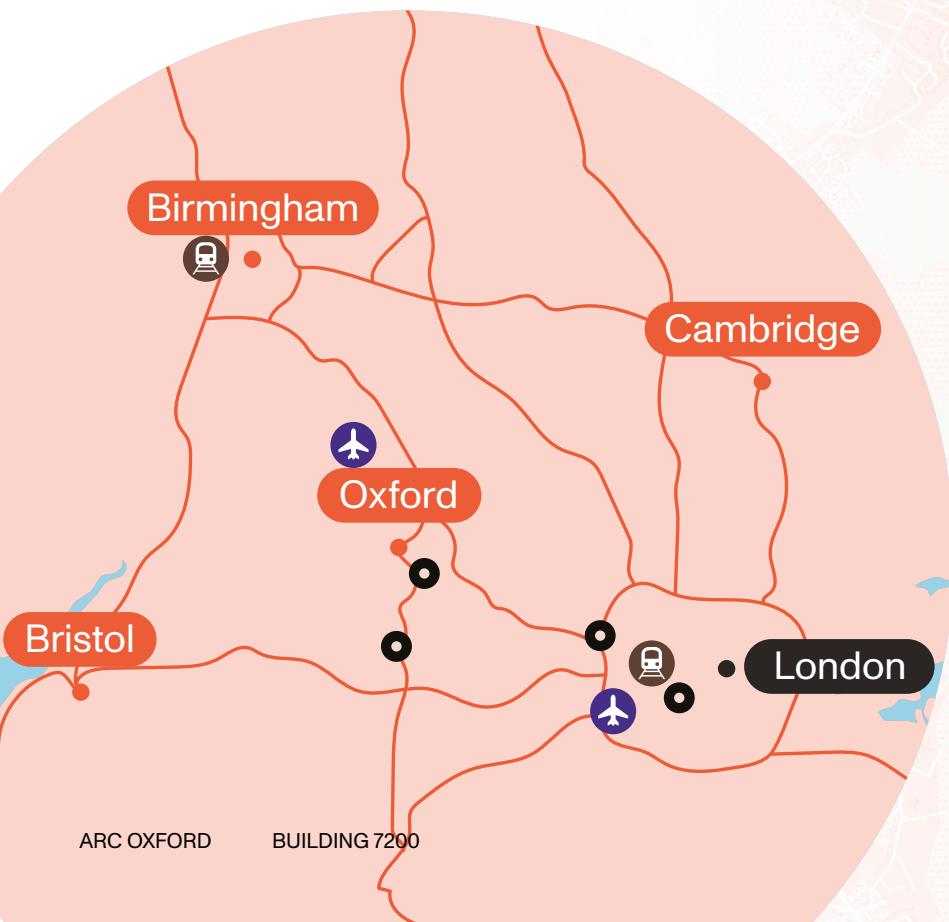 Birmingham
Cambridge
Oxford
Bristol
London
ARC OXFORD BUILDING 7200